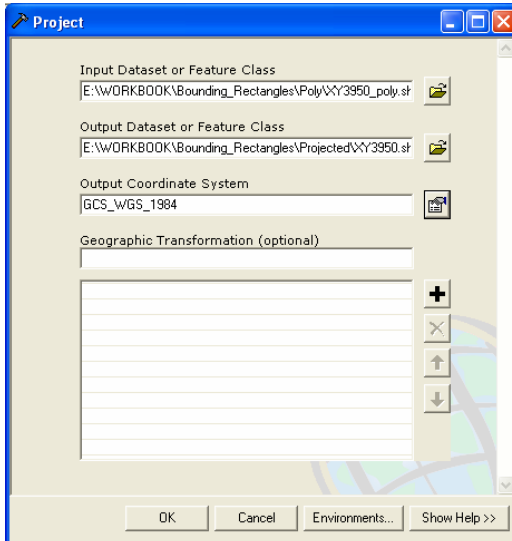 Project
Input Dataset or Feature Class
E:\WORKBOOK\Bounding_Rectangles\Poly\XY3950_poly.sh
Output Dataset or Feature Class
E:\WORKBOOK\Bounding_Rectangles\Projected\XY3950.sh
Output Coordinate System
GCS_WGS_1984
Geographic Transformation (optional)
OK Cancel Environments... Show Help >>